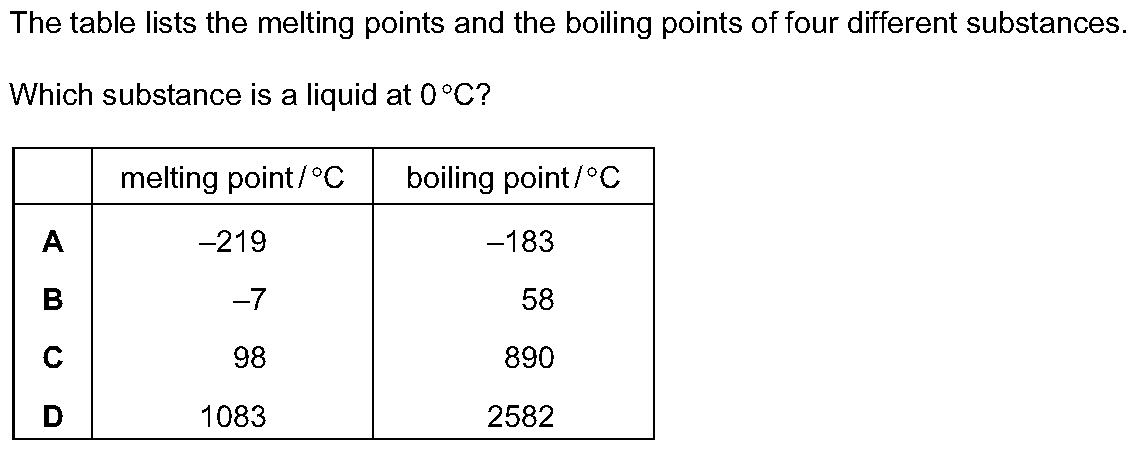 The table lists the melting points and the boiling points of four different substances.
Which substance is a liquid at 0 °C?
melting point / °C boiling point / °C
A –219 –183
B –7 58
C 98 890
D 1083 2582